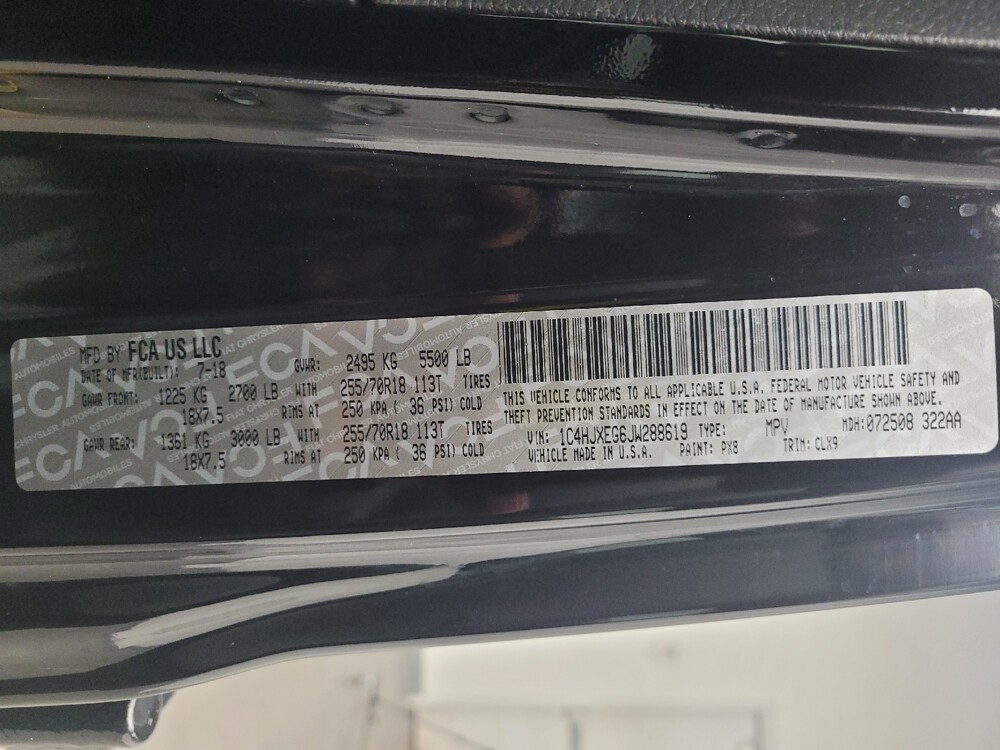 MFD BY FCA US LLC
DATE OF MFR(BUILT): 7-18 GVWR: 2495 KG 5500 LB
GAWR FRONT: 1225 KG 2700 LB WITH 255/70R18 113T TIRES
18X7.5 RIMS AT 250 KPA ( 36 PSI) COLD
GAWR REAR: 1361 KG 3000 LB WITH 255/70R18 113T TIRES
18X7.5 RIMS AT 250 KPA ( 36 PSI) COLD
THIS VEHICLE CONFORMS TO ALL APPLICABLE U.S.A. FEDERAL MOTOR VEHICLE SAFETY AND
THEFT PREVENTION STANDARDS IN EFFECT ON THE DATE OF MANUFACTURE SHOWN ABOVE.
VIN: 1C4HJXEG6JW288619 TYPE: MPV MDH: 072508 322AA
VEHICLE MADE IN U.S.A. PAINT: PX8 TRIM: CLX9